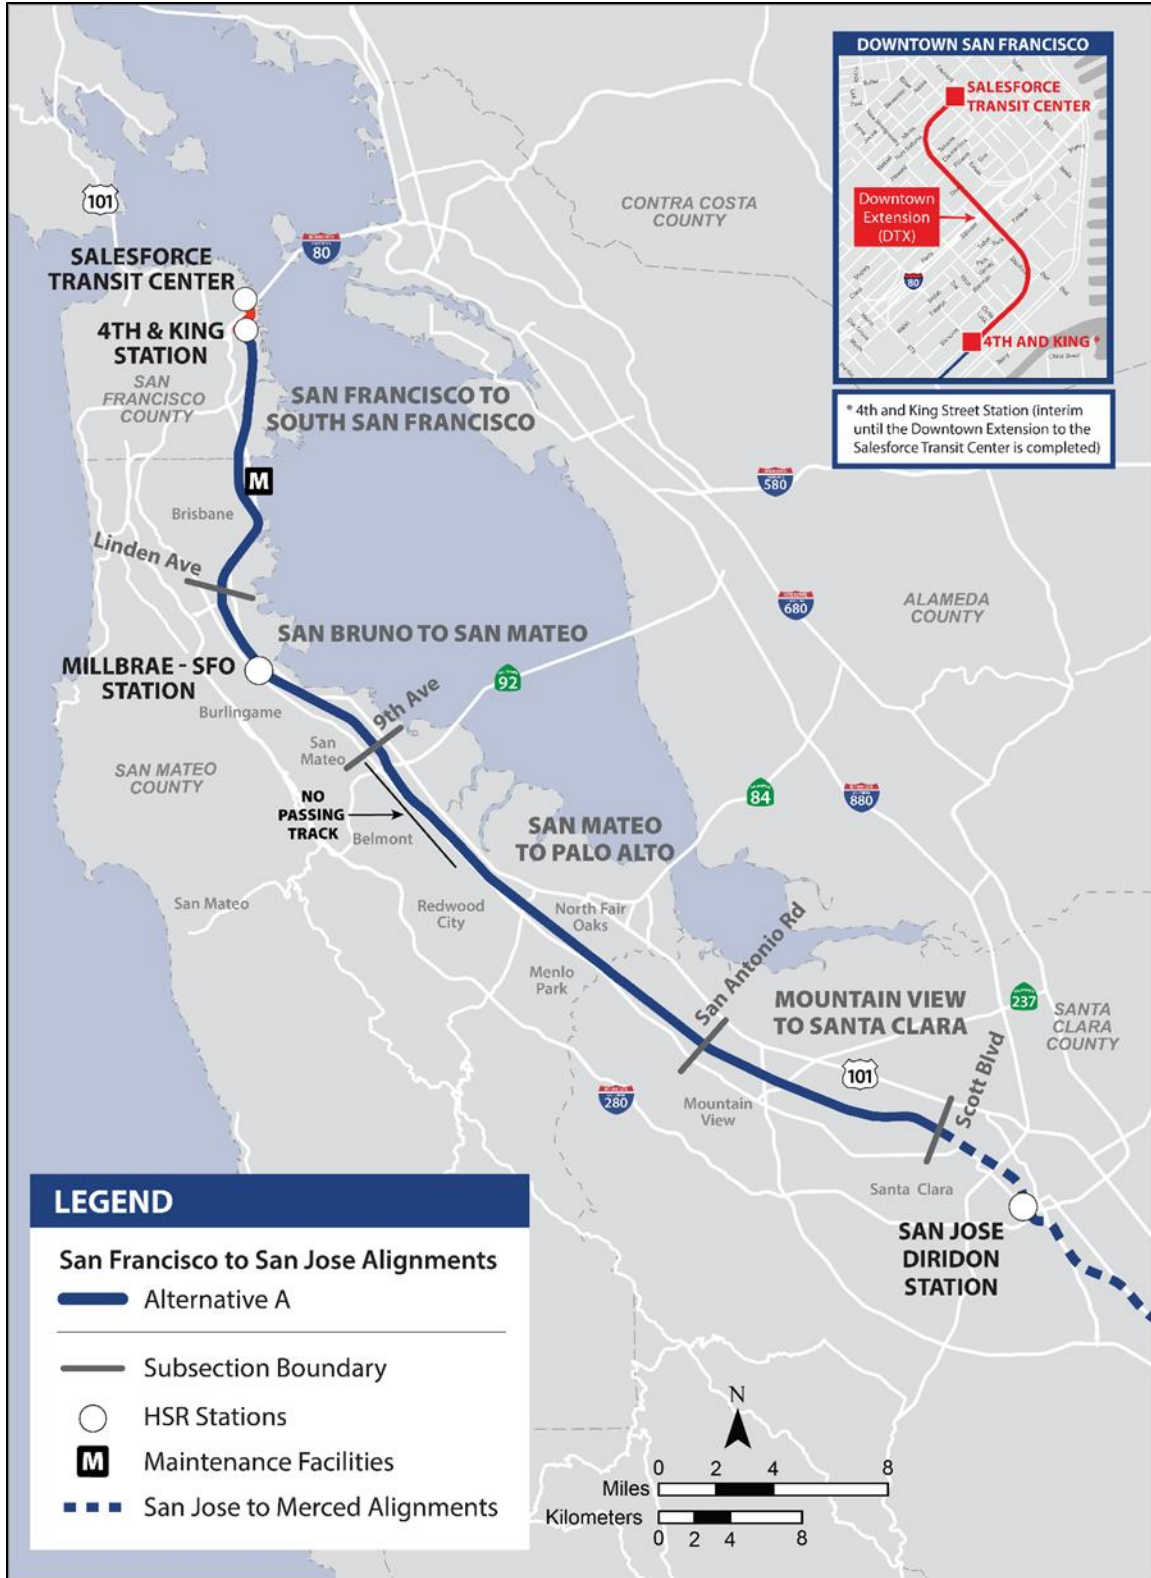 DOWNTOWN SAN FRANCISCO
SALESFORCE
TRANSIT CENTER
Downtown
Extension
(DTX)
80
4TH AND KING *
* 4th and King Street Station (interim
until the Downtown Extension to the
Salesforce Transit Center is completed)
101
CONTRA COSTA
COUNTY
80
SALESFORCE
TRANSIT CENTER
4TH & KING
STATION
SAN
FRANCISCO
COUNTY
SAN FRANCISCO TO
SOUTH SAN FRANCISCO
M
580
Brisbane
Linden Ave
680
ALAMEDA
COUNTY
SAN BRUNO TO SAN MATEO
MILLBRAE - SFO
STATION
92
9th Ave
Burlingame
San
Mateo
SAN MATEO
COUNTY
NO
PASSING
TRACK
84
880
Belmont
SAN MATEO
TO PALO ALTO
San Mateo
Redwood
City
North Fair
Oaks
Menlo
Park
San Antonio Rd
MOUNTAIN VIEW
TO SANTA CLARA
237
SANTA
CLARA
COUNTY
101
Scott Blvd
280
Mountain
View
Santa Clara
SAN JOSE
DIRIDON
STATION
LEGEND
San Francisco to San Jose Alignments
Alternative A
Subsection Boundary
HSR Stations
M
Maintenance Facilities
San Jose to Merced Alignments
N
0 2 4 8
Miles
Kilometers
0 2 4 8